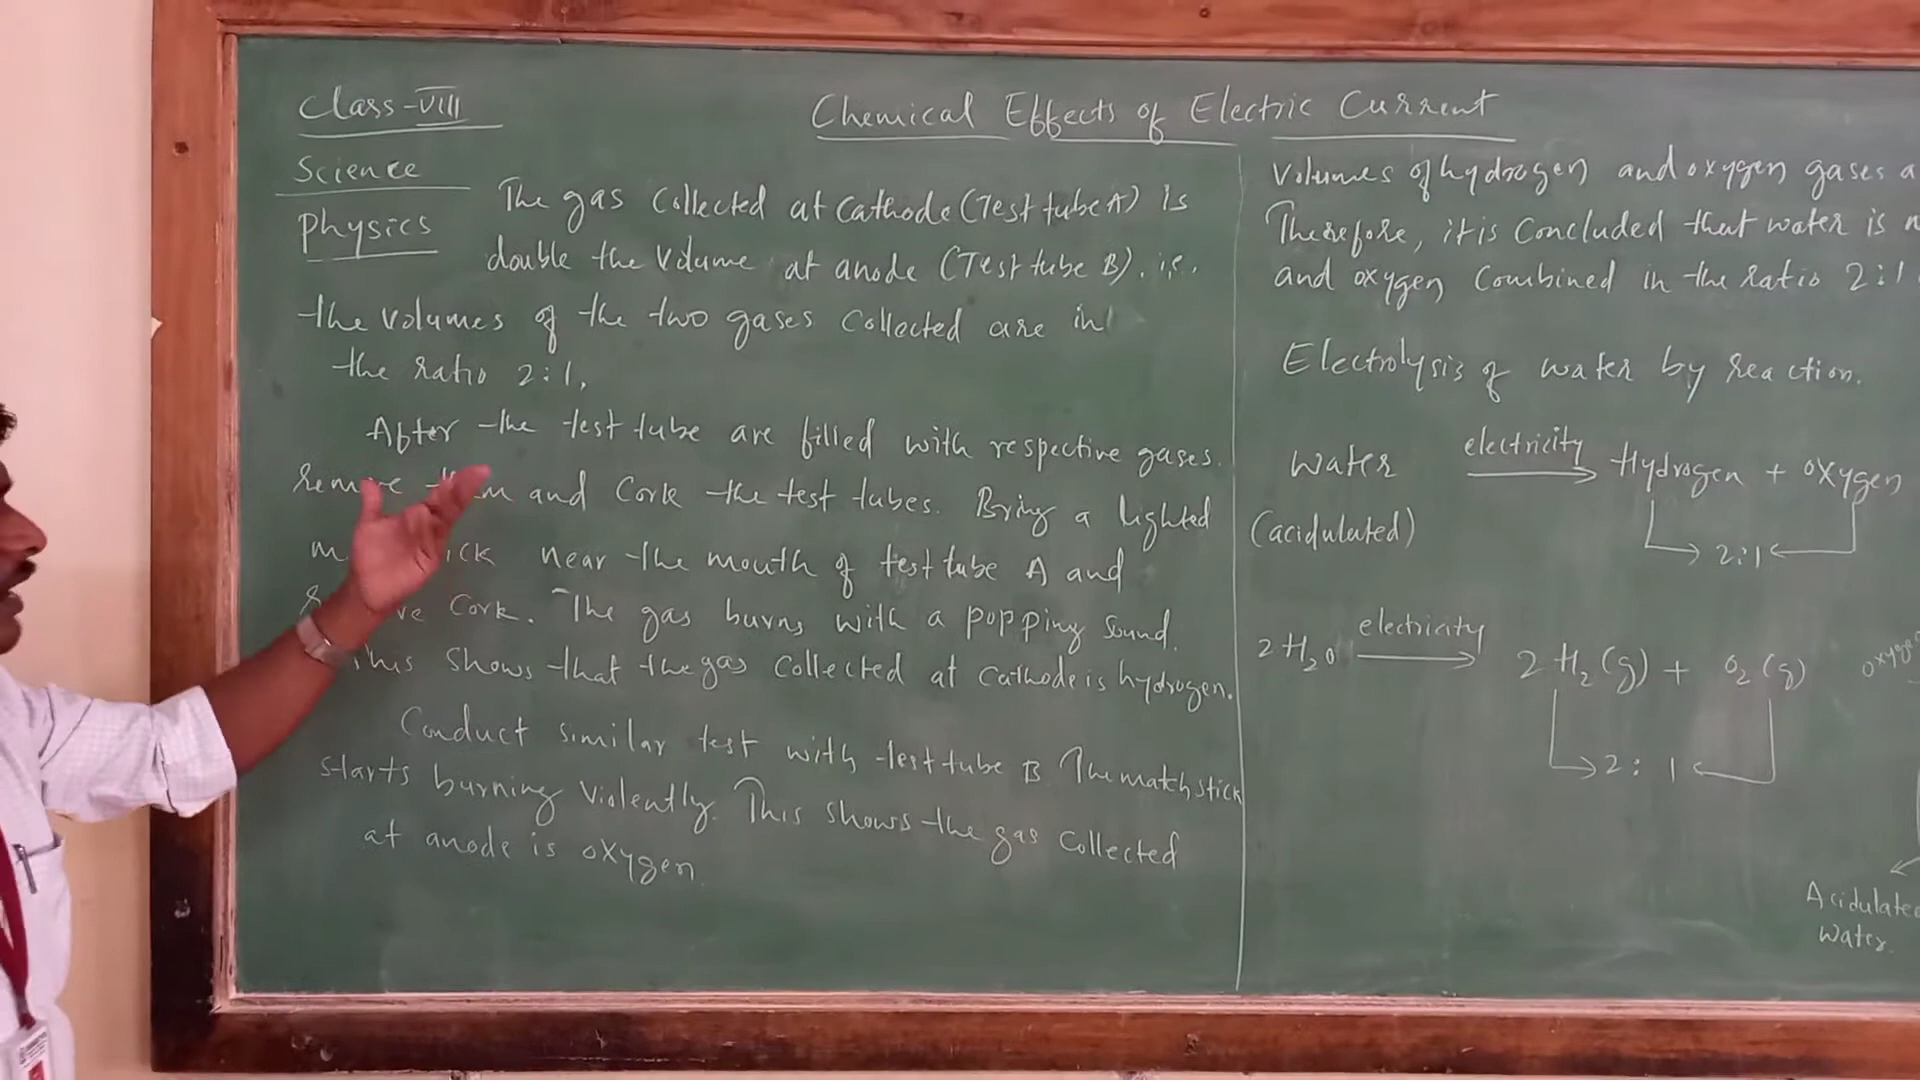 Class-VIII
Chemical Effects of Electric Current
Science
Physics
The gas collected at cathode (Test tube A) is
double the volume at anode (Test tube B). i.e.
the volumes of the two gases collected are in
the ratio 2:1.
After the test tube are filled with respective gases.
and cork the test tubes. Bring a lighted
near the mouth of test tube A and
cork. The gas burns with a popping sound.
This shows that the gas collected at cathode is hydrogen.
Conduct similar test with test tube B. The match stick
starts burning violently. This shows the gas collected
at anode is oxygen.
volumes of hydrogen and oxygen gases
Therefore, it is concluded that water is
and oxygen combined in the ratio 2:1
Electrolysis of water by reaction.
Water electricity Hydrogen + oxygen
(acidulated)
2:1
2H₂O electricity 2H₂(g) + O₂(g)
2 : 1
Acidulated
water.